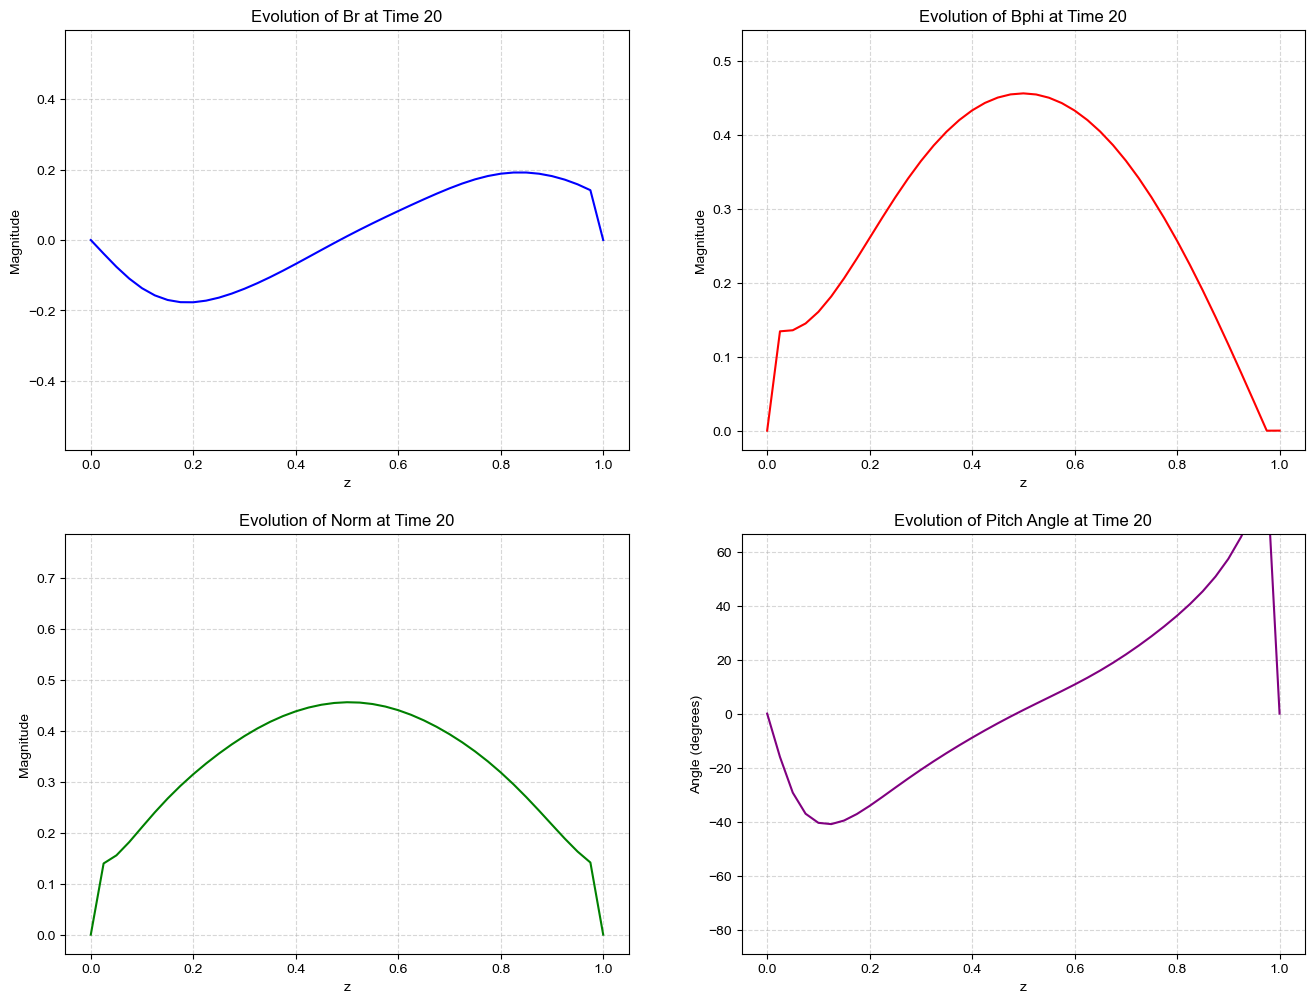 Evolution of Br at Time 20
Magnitude
0.4
0.2
0.0
−0.2
−0.4
0.0 0.2 0.4 0.6 0.8 1.0
z
Evolution of Bphi at Time 20
Magnitude
0.5
0.4
0.3
0.2
0.1
0.0
0.0 0.2 0.4 0.6 0.8 1.0
z
Evolution of Norm at Time 20
Magnitude
0.7
0.6
0.5
0.4
0.3
0.2
0.1
0.0
0.0 0.2 0.4 0.6 0.8 1.0
z
Evolution of Pitch Angle at Time 20
Angle (degrees)
60
40
20
0
−20
−40
−60
−80
0.0 0.2 0.4 0.6 0.8 1.0
z